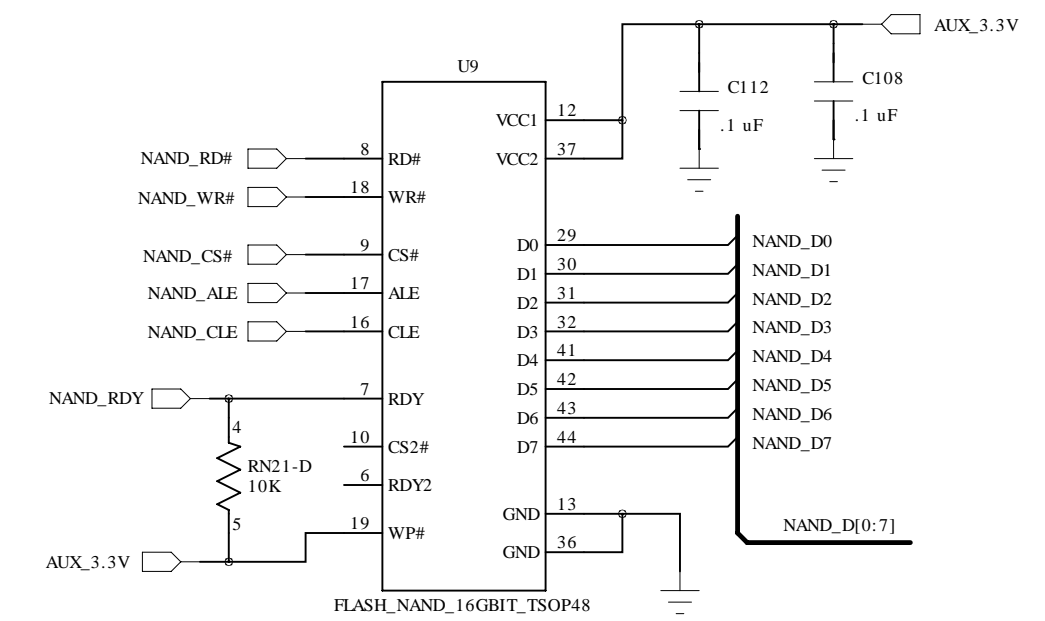 AUX_3.3V
U9
C112
.1 uF
C108
.1 uF
VCC1 12
VCC2 37
NAND_RD# 8 RD#
NAND_WR# 18 WR#
NAND_CS# 9 CS#
NAND_ALE 17 ALE
NAND_CLE 16 CLE
D0 29 NAND_D0
D1 30 NAND_D1
D2 31 NAND_D2
D3 32 NAND_D3
D4 41 NAND_D4
D5 42 NAND_D5
D6 43 NAND_D6
D7 44 NAND_D7
NAND_RDY 7 RDY
4
RN21-D
10K
5
10 CS2#
6 RDY2
19 WP#
AUX_3.3V
GND 13
GND 36
NAND_D[0:7]
FLASH_NAND_16GBIT_TSOP48